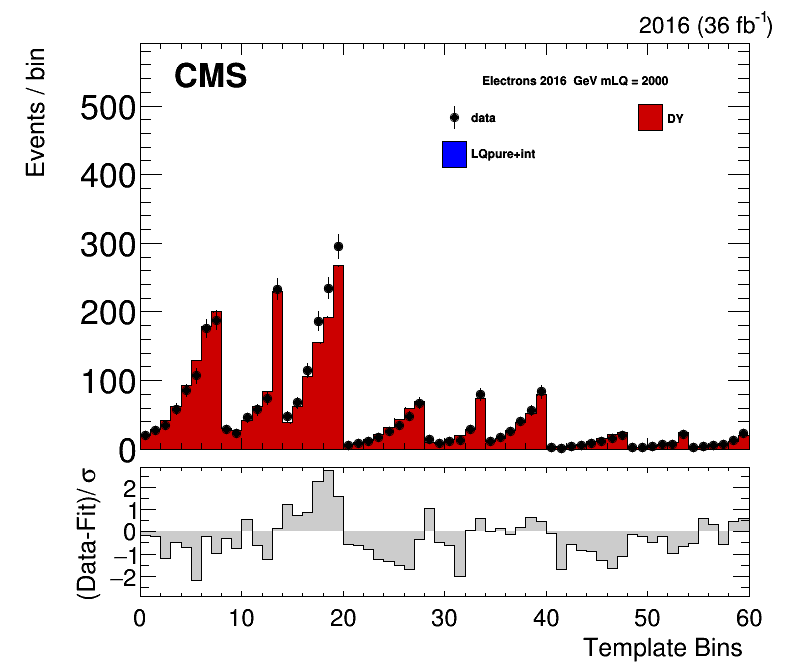 2016 (36 fb-1)
CMS
Electrons 2016 GeV mLQ = 2000
data
DY
LQpure+int
Events / bin
500
400
300
200
100
0
(Data-Fit)/ σ
2
1
0
−1
−2
0 10 20 30 40 50 60
Template Bins